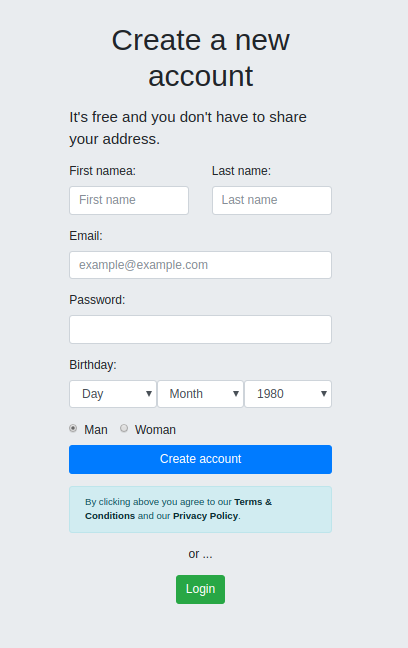 Create a new
account
It's free and you don't have to share
your address.
First namea: Last name:
First name Last name
Email:
example@example.com
Password:
Birthday:
Day Month 1980
Man Woman
Create account
By clicking above you agree to our Terms &
Conditions and our Privacy Policy.
or ...
Login